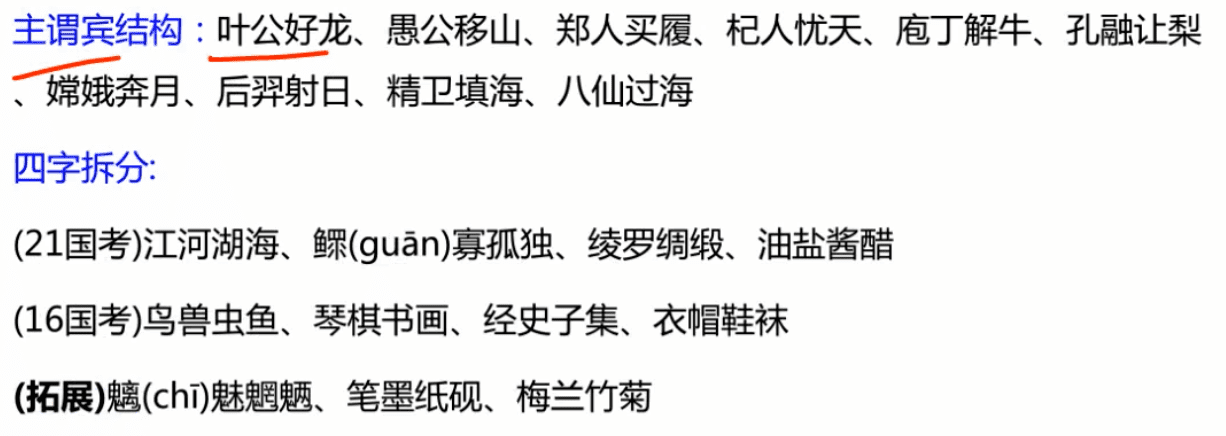 主谓宾结构：叶公好龙、愚公移山、郑人买履、杞人忧天、庖丁解牛、孔融让梨
、嫦娥奔月、后羿射日、精卫填海、八仙过海
四字拆分:
(21国考)江河湖海、鳏(guān)寡孤独、绫罗绸缎、油盐酱醋
(16国考)鸟兽虫鱼、琴棋书画、经史子集、衣帽鞋袜
(拓展)魑(chī)魅魍魉、笔墨纸砚、梅兰竹菊